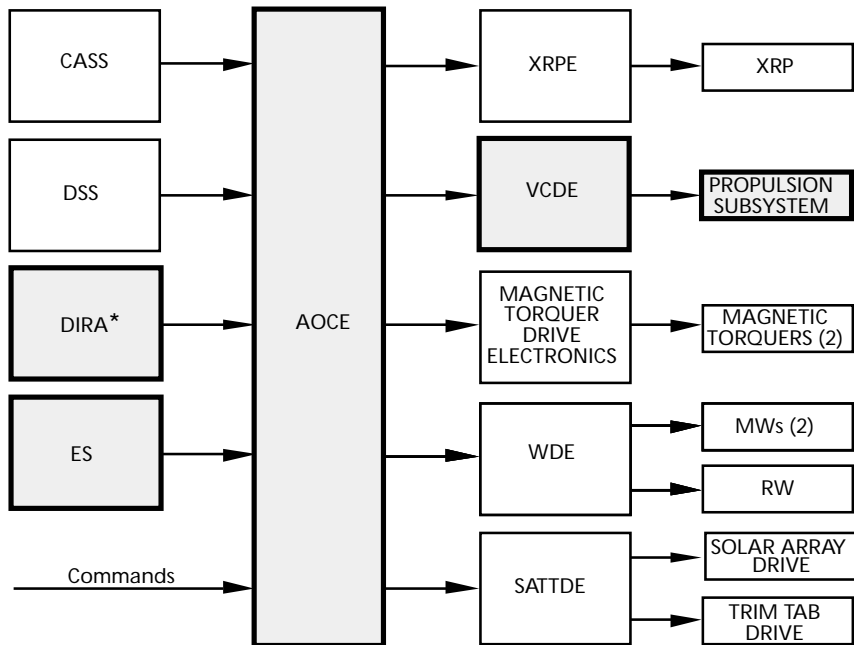 CASS
DSS
DIRA*
ES
Commands
AOCE
XRPE
VCDE
MAGNETIC
TORQUER
DRIVE
ELECTRONICS
WDE
SATTDE
XRP
PROPULSION
SUBSYSTEM
MAGNETIC
TORQUERS (2)
MWs (2)
RW
SOLAR ARRAY
DRIVE
TRIM TAB
DRIVE